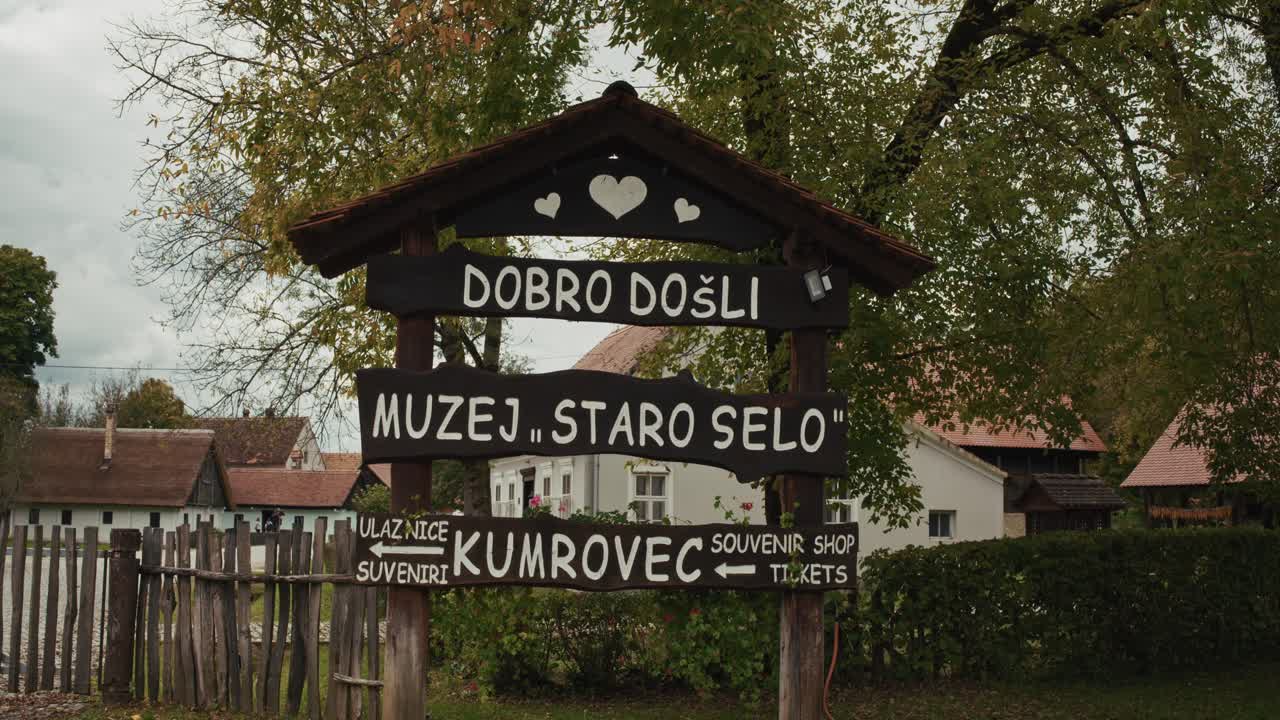 DOBRO DOšLI
MUZEJ „STARO SELO"
ULAZNICE
SUVENIRI
KUMROVEC
SOUVENIR SHOP
TICKETS